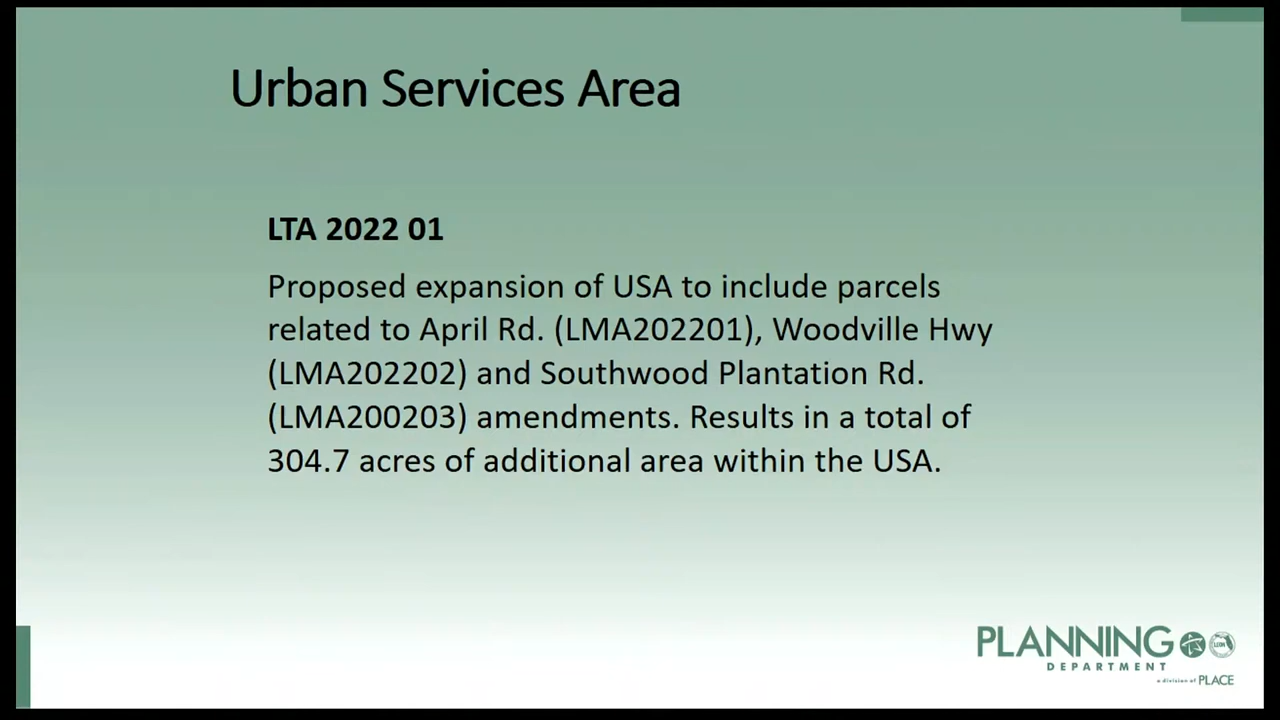 Urban Services Area
LTA 2022 01
Proposed expansion of USA to include parcels
related to April Rd. (LMA202201), Woodville Hwy
(LMA202202) and Southwood Plantation Rd.
(LMA200203) amendments. Results in a total of
304.7 acres of additional area within the USA.
PLANNING
DEPARTMENT
a division of PLACE